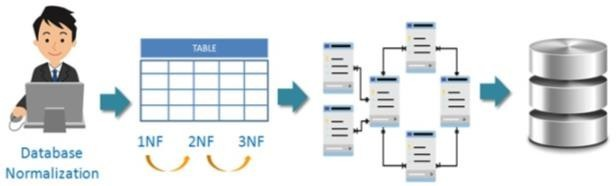 TABLE
1NF 2NF 3NF
Database
Normalization